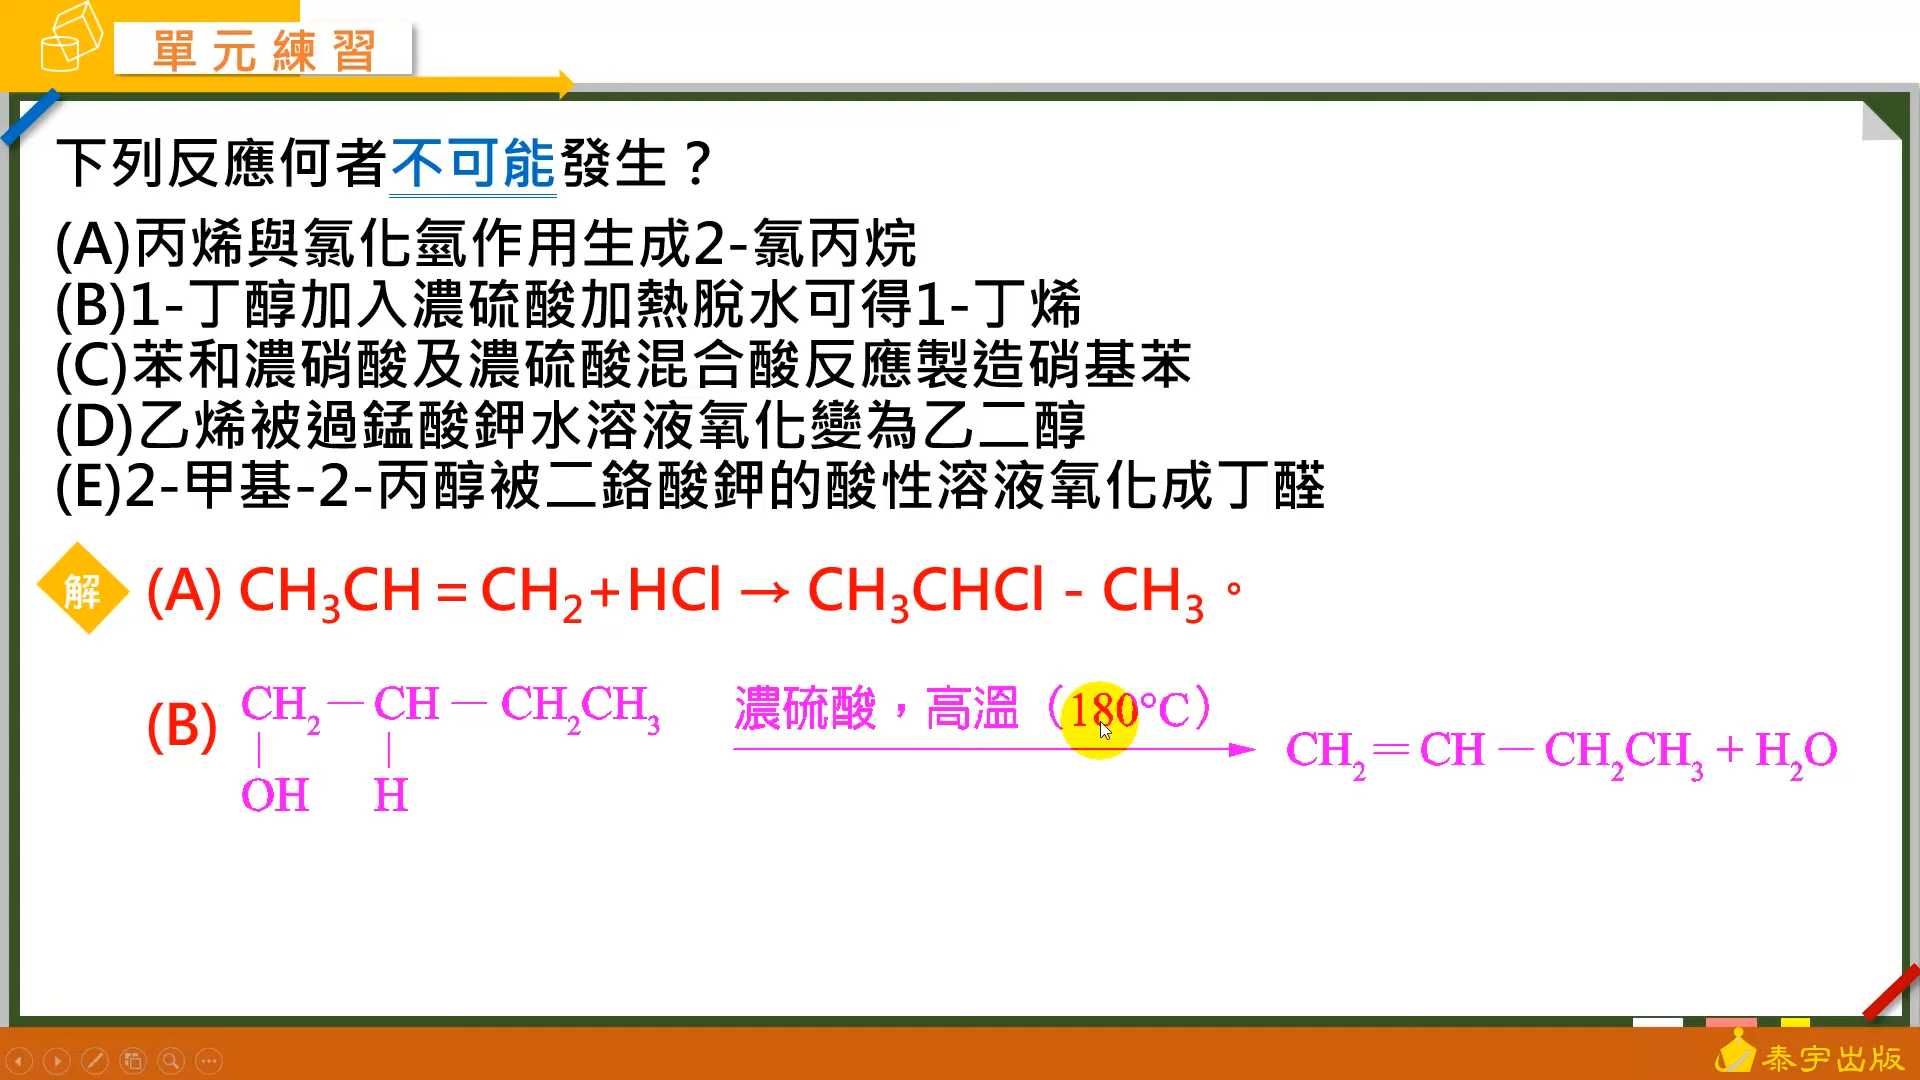 單元練習
下列反應何者不可能發生？
(A)丙烯與氯化氫作用生成2-氯丙烷
(B)1-丁醇加入濃硫酸加熱脫水可得1-丁烯
(C)苯和濃硝酸及濃硫酸混合酸反應製造硝基苯
(D)乙烯被過錳酸鉀水溶液氧化變為乙二醇
(E)2-甲基-2-丙醇被二鉻酸鉀的酸性溶液氧化成丁醛
解 (A) CH₃CH＝CH₂+HCl → CH₃CHCl - CH₃。
(B) CH₂－CH－CH₂CH₃ 濃硫酸，高溫（180°C） CH₂＝CH－CH₂CH₃＋H₂O
OH H
泰宇出版